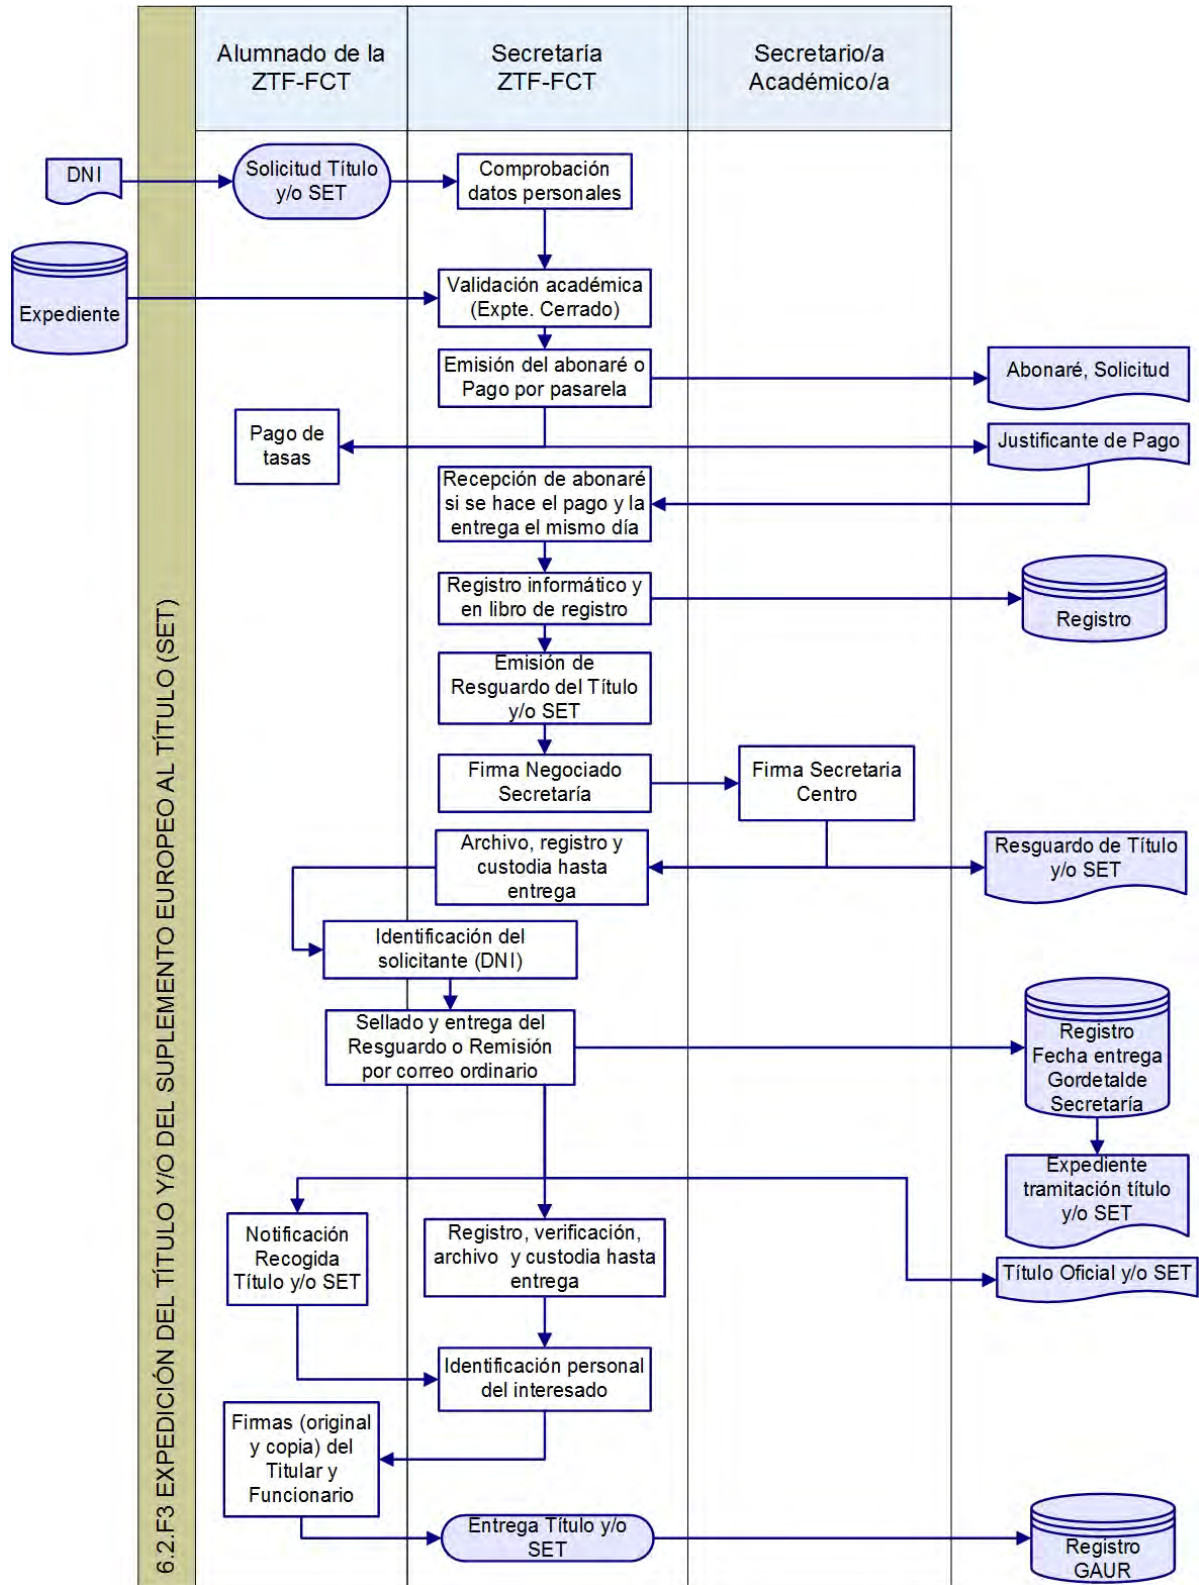 Alumnado de la
ZTF-FCT
Secretaría
ZTF-FCT
Secretario/a
Académico/a
6.2.F3 EXPEDICIÓN DEL TÍTULO Y/O DEL SUPLEMENTO EUROPEO AL TÍTULO (SET)
DNI
Solicitud Título
y/o SET
Comprobación
datos personales
Expediente
Validación académica
(Expte. Cerrado)
Emisión del abonaré o
Pago por pasarela
Abonaré, Solicitud
Pago de
tasas
Justificante de Pago
Recepción de abonaré
si se hace el pago y la
entrega el mismo día
Registro informático y
en libro de registro
Registro
Emisión de
Resguardo del Título
y/o SET
Firma Negociado
Secretaría
Firma Secretaria
Centro
Archivo, registro y
custodia hasta
entrega
Resguardo de Título
y/o SET
Identificación del
solicitante (DNI)
Sellado y entrega del
Resguardo o Remisión
por correo ordinario
Registro
Fecha entrega
Gordetalde
Secretaría
Expediente
tramitación título
y/o SET
Notificación
Recogida
Título y/o SET
Registro, verificación,
archivo y custodia hasta
entrega
Título Oficial y/o SET
Identificación personal
del interesado
Firmas (original
y copia) del
Titular y
Funcionario
Entrega Título y/o
SET
Registro
GAUR